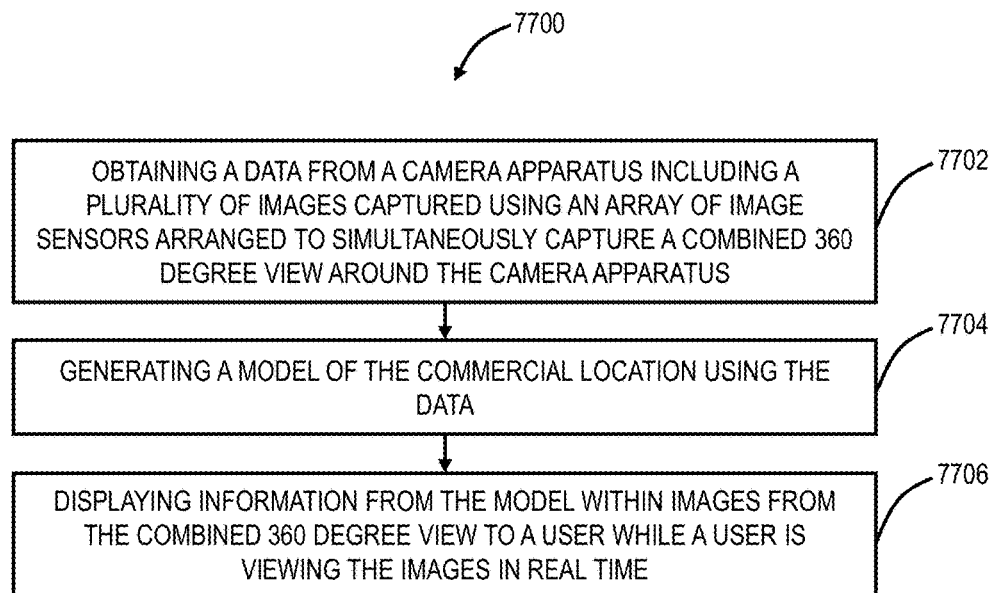 7700
OBTAINING A DATA FROM A CAMERA APPARATUS INCLUDING A
PLURALITY OF IMAGES CAPTURED USING AN ARRAY OF IMAGE
SENSORS ARRANGED TO SIMULTANEOUSLY CAPTURE A COMBINED 360
DEGREE VIEW AROUND THE CAMERA APPARATUS
7702
GENERATING A MODEL OF THE COMMERCIAL LOCATION USING THE
DATA
7704
DISPLAYING INFORMATION FROM THE MODEL WITHIN IMAGES FROM
THE COMBINED 360 DEGREE VIEW TO A USER WHILE A USER IS
VIEWING THE IMAGES IN REAL TIME
7706